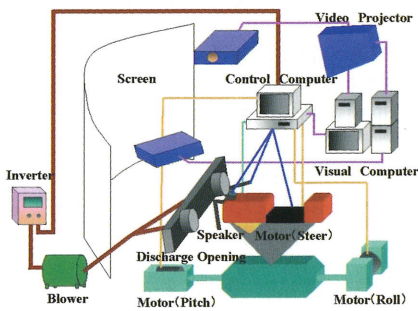 Video Projector
Screen
Control Computer
Visual Computer
Inverter
Speaker
Motor(Steer)
Discharge Opening
Blower
Motor(Pitch)
Motor(Roll)